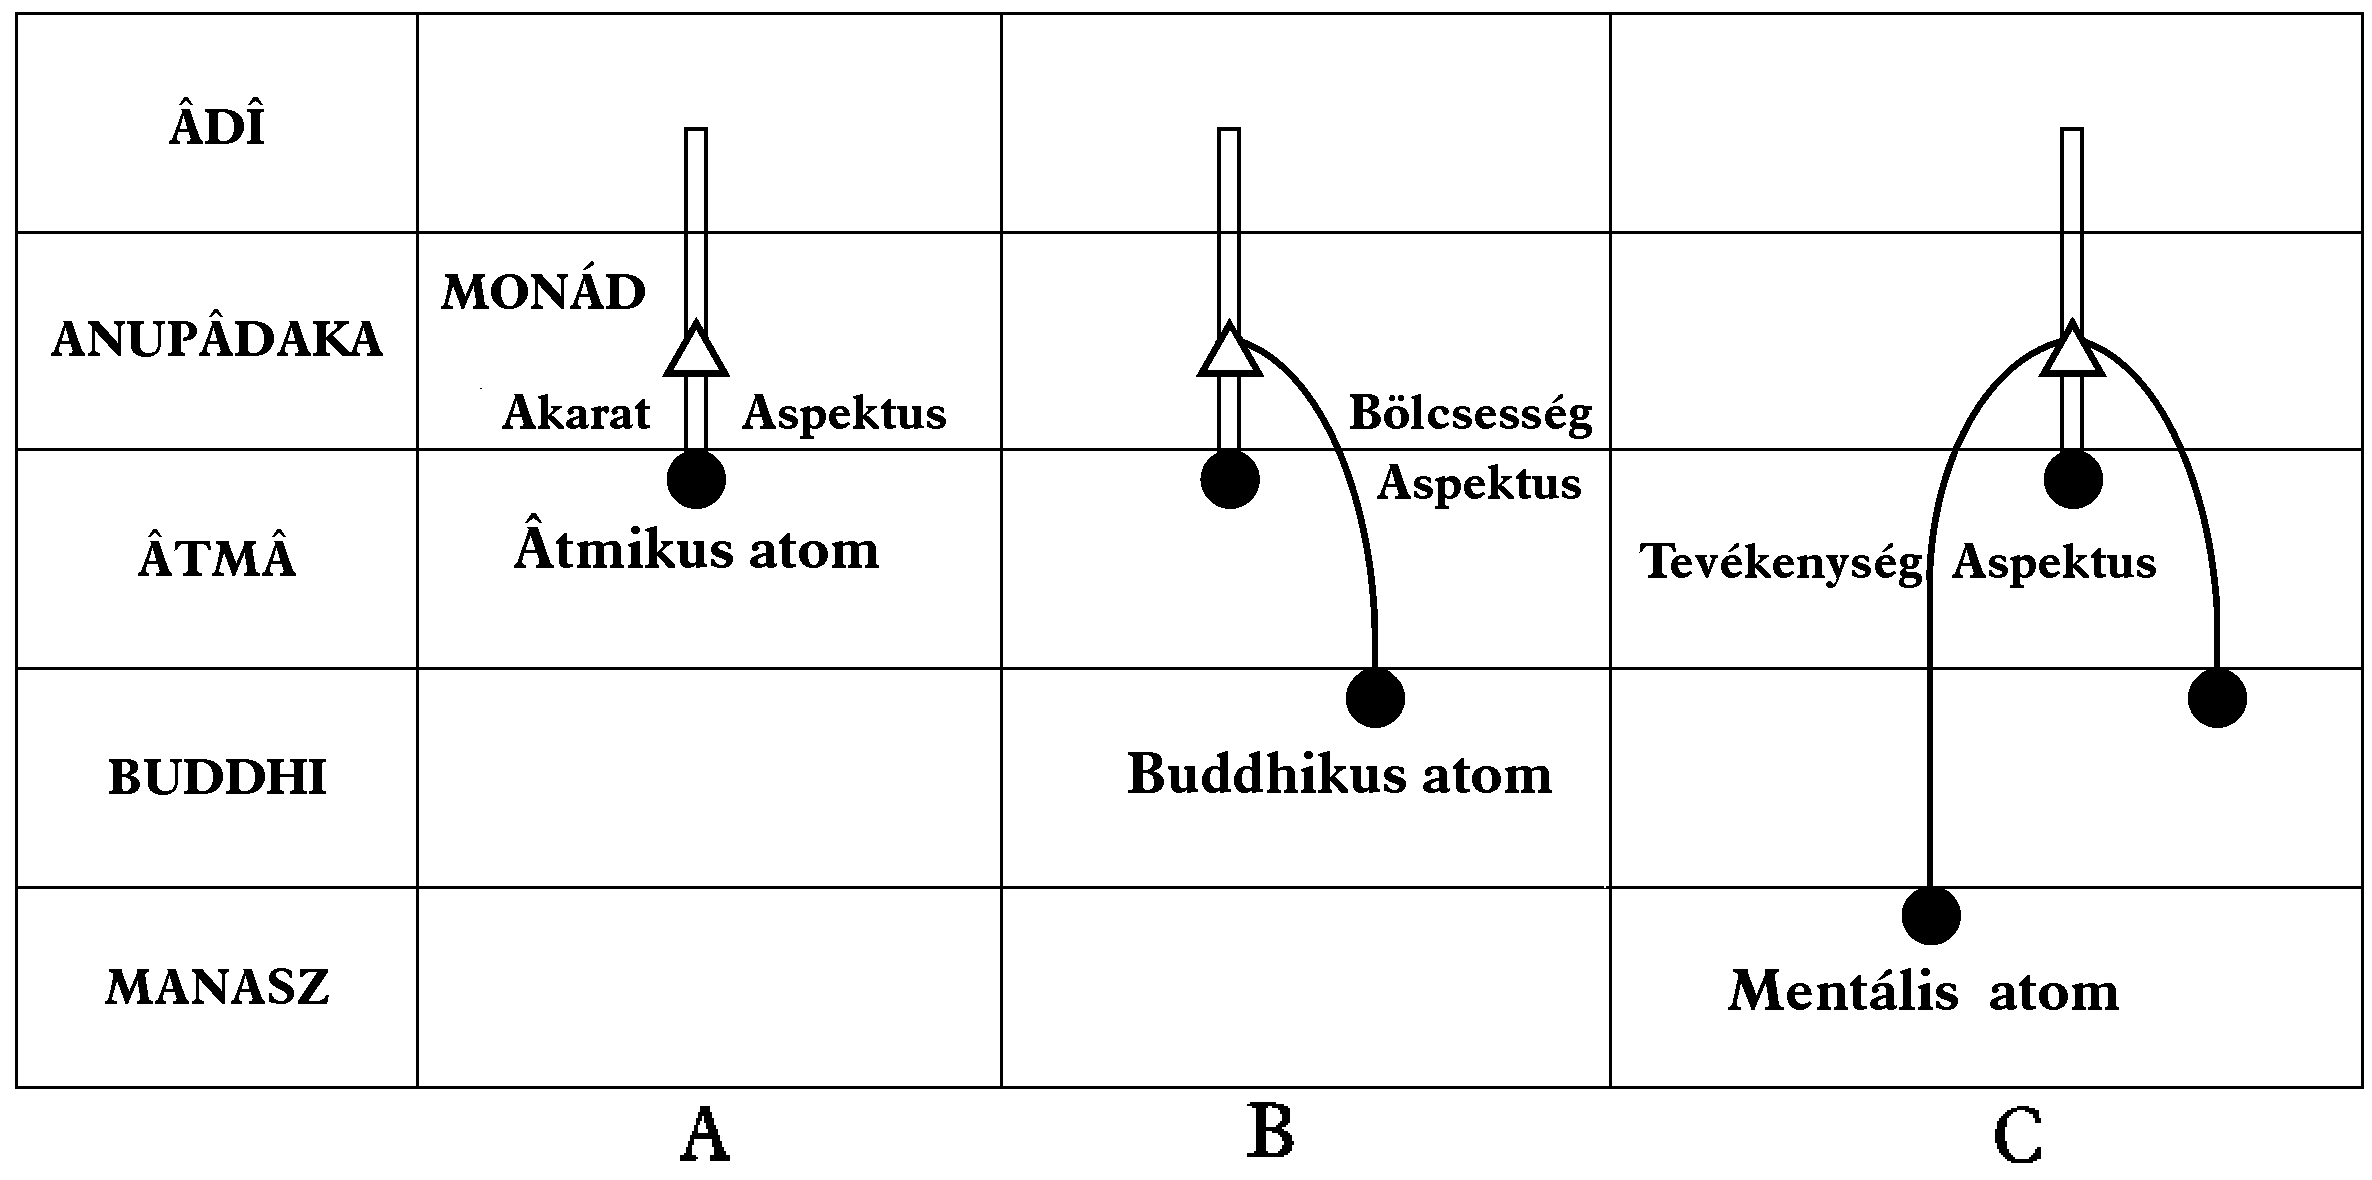 ÂDÎ
MONÁD
ANUPÂDAKA
Akarat Aspektus
Bölcsesség
Aspektus
ÂTMÂ
Âtmikus atom
Tevékenység Aspektus
BUDDHI
Buddhikus atom
MANASZ
Mentális atom
A B C